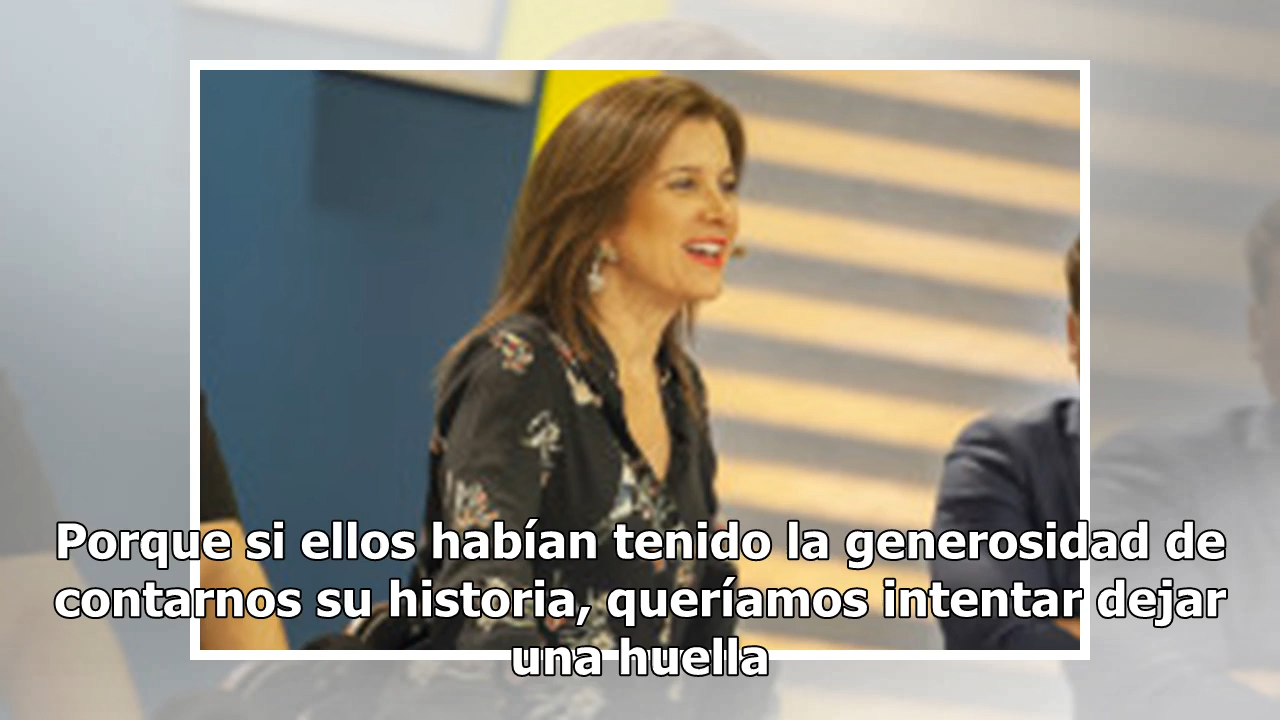 Porque si ellos habían tenido la generosidad de
contarnos su historia, queríamos intentar dejar
una huella